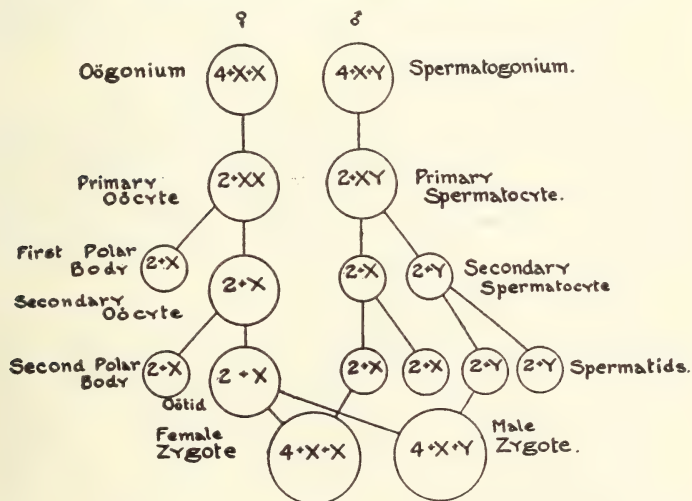 ♀ ♂
Oögonium 4+X+X 4+X+Y Spermatogonium.
Primary Oöcyte 2+XX 2+XY Primary Spermatocyte.
First Polar Body 2+X
Secondary Oöcyte 2+X 2+X 2+Y Secondary Spermatocyte
Second Polar Body 2+X 2+X 2+X 2+X 2+Y 2+Y Spermatids.
Oötid
Female Zygote 4+X+X 4+X+Y Male Zygote.